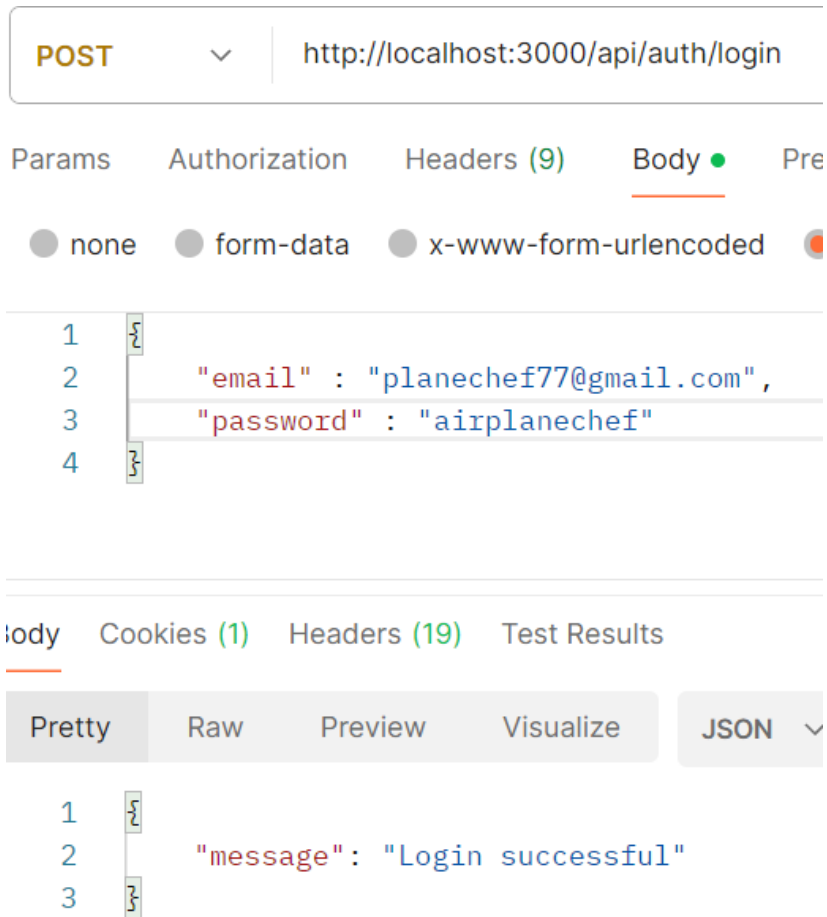 POST http://localhost:3000/api/auth/login
Params Authorization Headers (9) Body Pre
none form-data x-www-form-urlencoded
1 {
2 "email" : "planechef77@gmail.com",
3 "password" : "airplanechef"
4 }
Body Cookies (1) Headers (19) Test Results
Pretty Raw Preview Visualize JSON
1 {
2 "message": "Login successful"
3 }